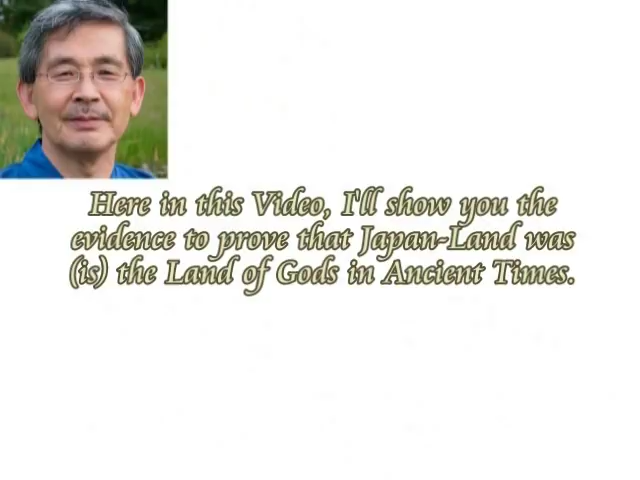 Here in this Video, I'll show you the
evidence to prove that Japan-Land was
(is) the Land of Gods in Ancient Times.